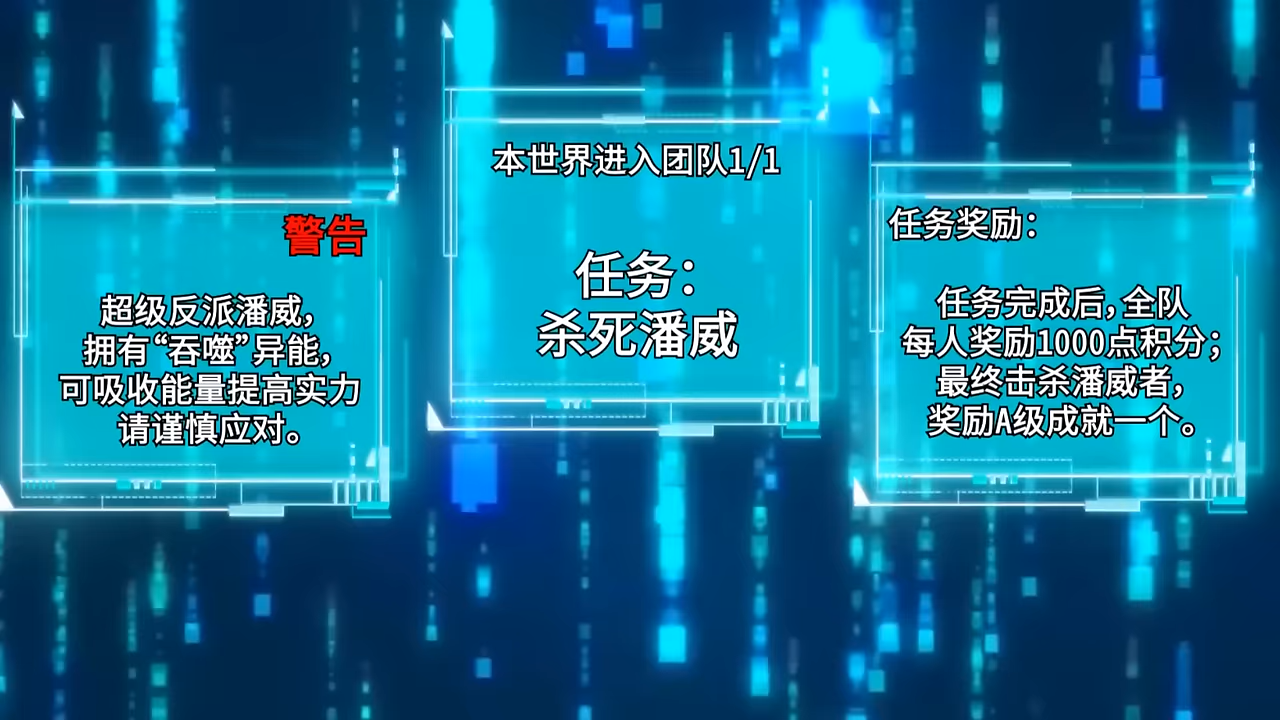 警告
超级反派潘威，
拥有“吞噬”异能，
可吸收能量提高实力
请谨慎应对。
本世界进入团队1/1
任务：
杀死潘威
任务奖励：
任务完成后，全队
每人奖励1000点积分；
最终击杀潘威者，
奖励A级成就一个。